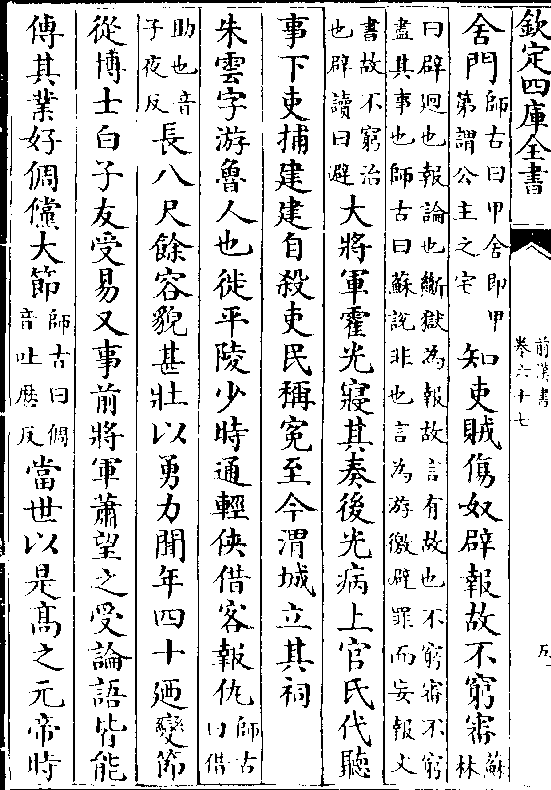 欽定四庫全書
前漢書
卷六十七
五
舍門師古曰甲舍即甲
第謂公主之宅知吏賊傷奴辟報故不窮審蘇
林
曰辟廻也報論也斷獄為報故言有故也不窮審不窮
盡其事也師古曰蘇說非也言為游徼避罪而妄報文
書故不窮治
也辟讀曰避大將軍霍光寢其奏後光病上官氏代聽
事下吏捕建建自殺吏民稱寃至今渭城立其祠
朱雲字游魯人也徙平陵少時通輕俠借客報仇師古
曰借
助也音
子夜反長八尺餘容貌甚壯以勇力聞年四十廼變節
從博士白子友受易又事前將軍蕭望之受論語皆能
傳其業好倜儻大節師古曰倜
音吐歴反當世以是髙之元帝時